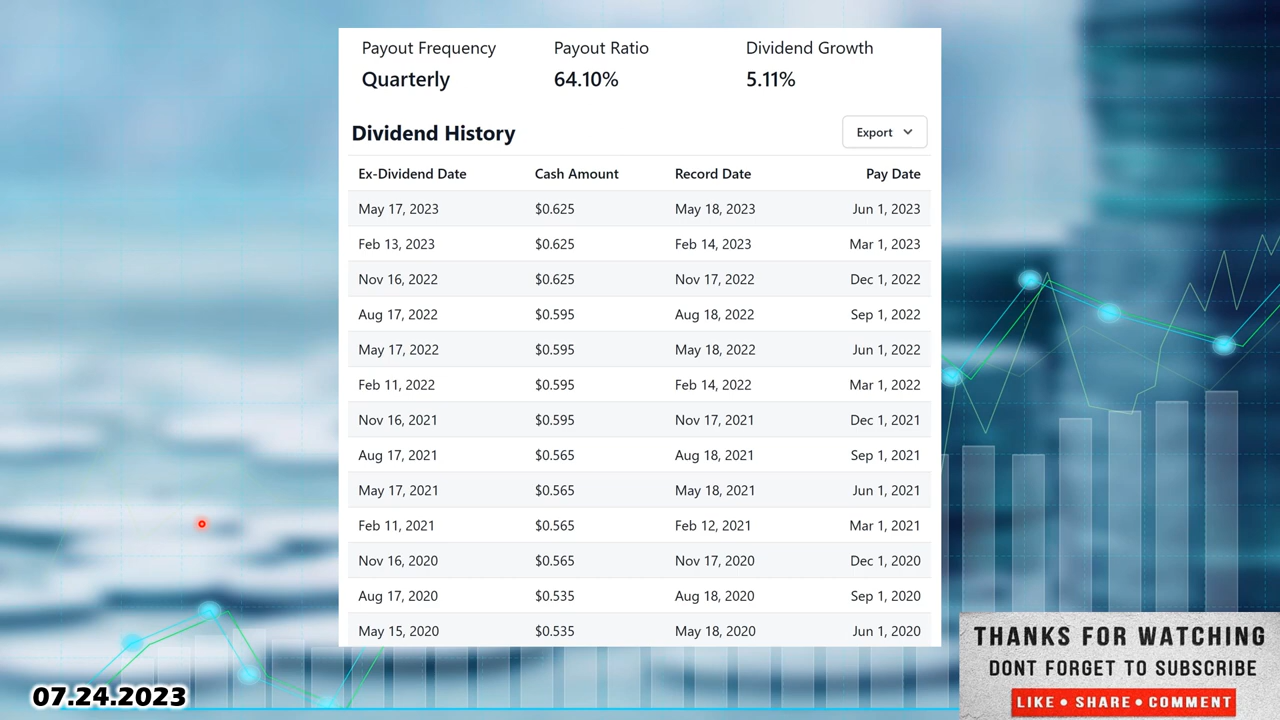 Payout Frequency Payout Ratio Dividend Growth
Quarterly 64.10% 5.11%
Dividend History Export
Ex-Dividend Date Cash Amount Record Date Pay Date
May 17, 2023 $0.625 May 18, 2023 Jun 1, 2023
Feb 13, 2023 $0.625 Feb 14, 2023 Mar 1, 2023
Nov 16, 2022 $0.625 Nov 17, 2022 Dec 1, 2022
Aug 17, 2022 $0.595 Aug 18, 2022 Sep 1, 2022
May 17, 2022 $0.595 May 18, 2022 Jun 1, 2022
Feb 11, 2022 $0.595 Feb 14, 2022 Mar 1, 2022
Nov 16, 2021 $0.595 Nov 17, 2021 Dec 1, 2021
Aug 17, 2021 $0.565 Aug 18, 2021 Sep 1, 2021
May 17, 2021 $0.565 May 18, 2021 Jun 1, 2021
Feb 11, 2021 $0.565 Feb 12, 2021 Mar 1, 2021
Nov 16, 2020 $0.565 Nov 17, 2020 Dec 1, 2020
Aug 17, 2020 $0.535 Aug 18, 2020 Sep 1, 2020
May 15, 2020 $0.535 May 18, 2020 Jun 1, 2020
THANKS FOR WATCHING
DONT FORGET TO SUBSCRIBE
LIKE • SHARE • COMMENT
07.24.2023